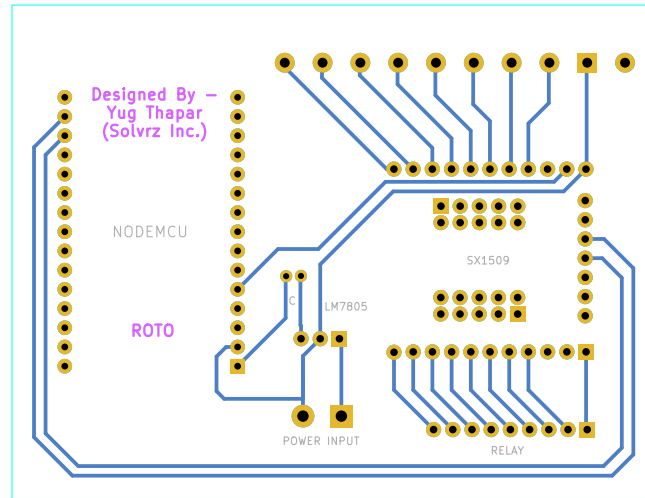 Designed By –
Yug Thapar
(Solvrz Inc.)
NODEMCU
SX1509
C
LM7805
ROTO
POWER INPUT
RELAY